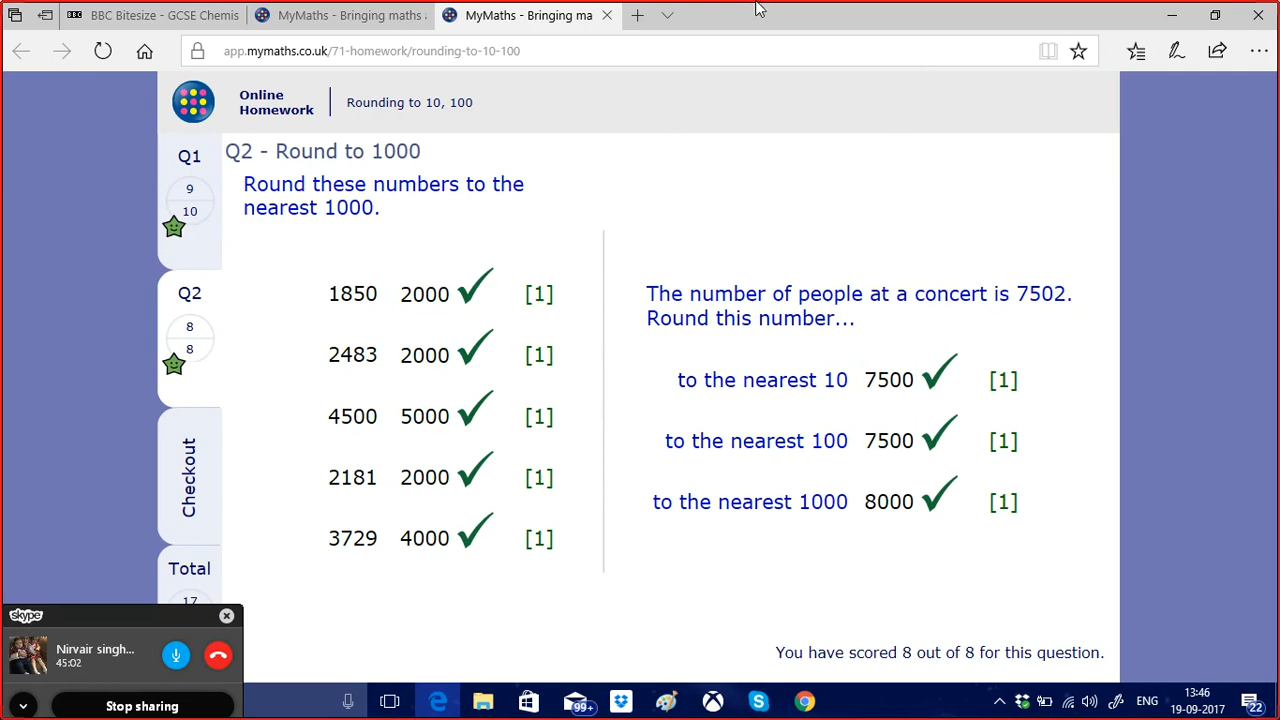 BBC BBC Bitesize - GCSE Chemis
MyMaths - Bringing maths a
MyMaths - Bringing ma
app.mymaths.co.uk/71-homework/rounding-to-10-100
Online
Homework
Rounding to 10, 100
Q1
9
10
Q2
8
8
Checkout
Total
17
Q2 - Round to 1000
Round these numbers to the
nearest 1000.
1850 2000 [1]
2483 2000 [1]
4500 5000 [1]
2181 2000 [1]
3729 4000 [1]
The number of people at a concert is 7502.
Round this number...
to the nearest 10 7500 [1]
to the nearest 100 7500 [1]
to the nearest 1000 8000 [1]
You have scored 8 out of 8 for this question.
skype
Nirvair singh...
45:02
Stop sharing
99+
ENG
13:46
19-09-2017
22